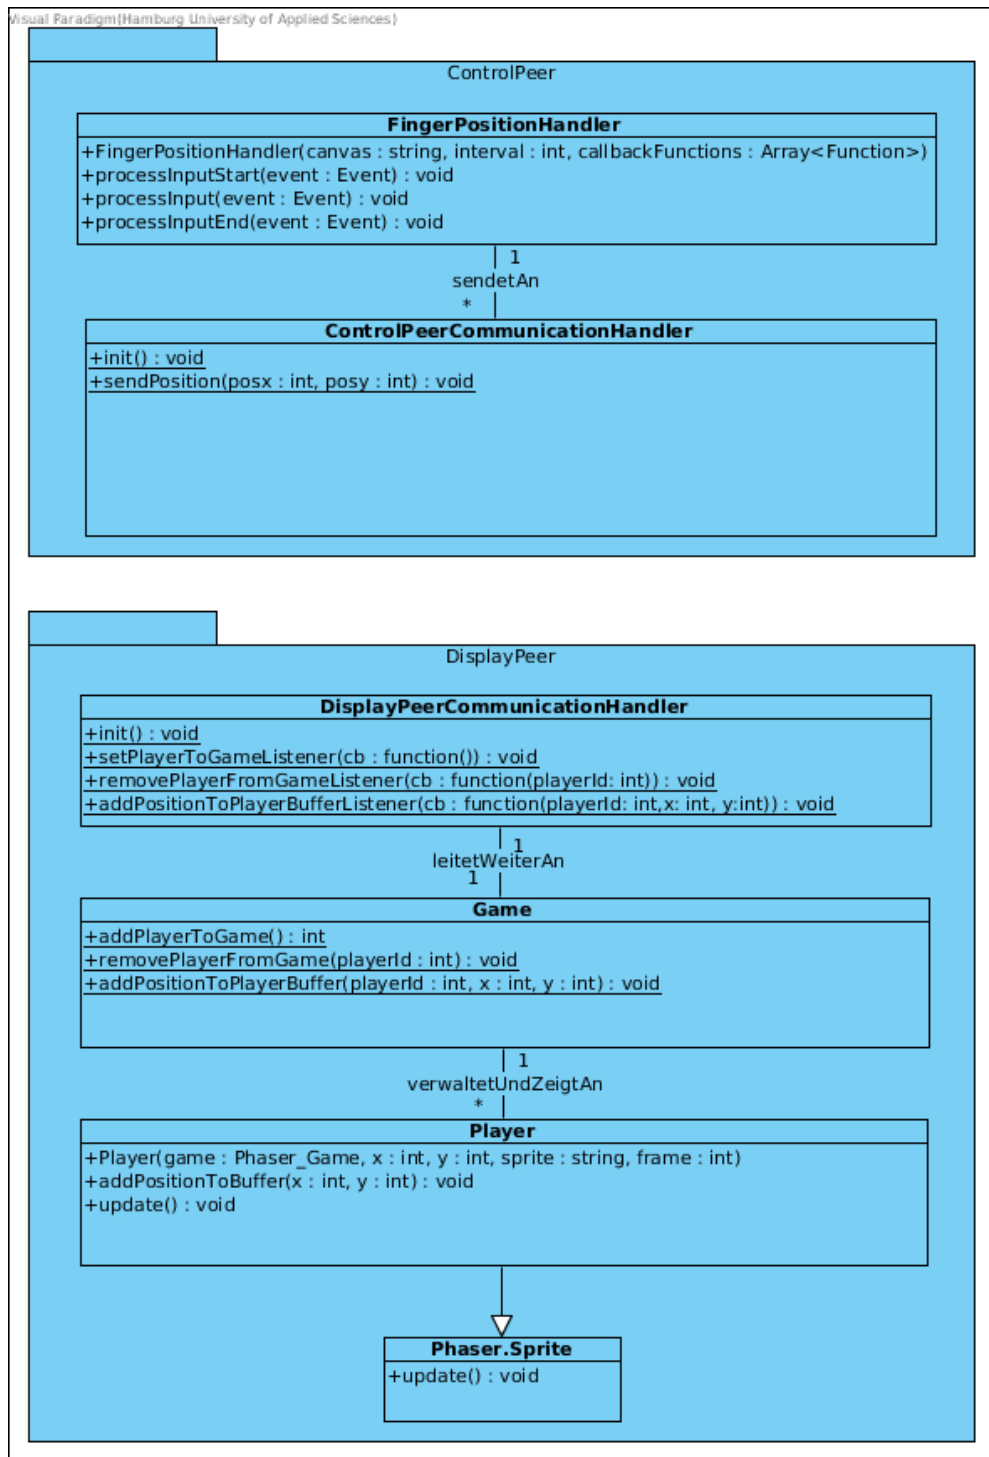 Visual Paradigm(Hamburg University of Applied Sciences)
ControlPeer
FingerPositionHandler
+FingerPositionHandler(canvas : string, interval : int, callbackFunctions : Array<Function>)
+processInputStart(event : Event) : void
+processInput(event : Event) : void
+processInputEnd(event : Event) : void
1
sendetAn
*
ControlPeerCommunicationHandler
+init() : void
+sendPosition(posx : int, posy : int) : void
DisplayPeer
DisplayPeerCommunicationHandler
+init() : void
+setPlayerToGameListener(cb : function()) : void
+removePlayerFromGameListener(cb : function(playerId: int)) : void
+addPositionToPlayerBufferListener(cb : function(playerId: int,x: int, y:int)) : void
1
leitetWeiterAn
1
Game
+addPlayerToGame() : int
+removePlayerFromGame(playerId : int) : void
+addPositionToPlayerBuffer(playerId : int, x : int, y : int) : void
1
verwaltetUndZeigtAn
*
Player
+Player(game : Phaser_Game, x : int, y : int, sprite : string, frame : int)
+addPositionToBuffer(x : int, y : int) : void
+update() : void
Phaser.Sprite
+update() : void